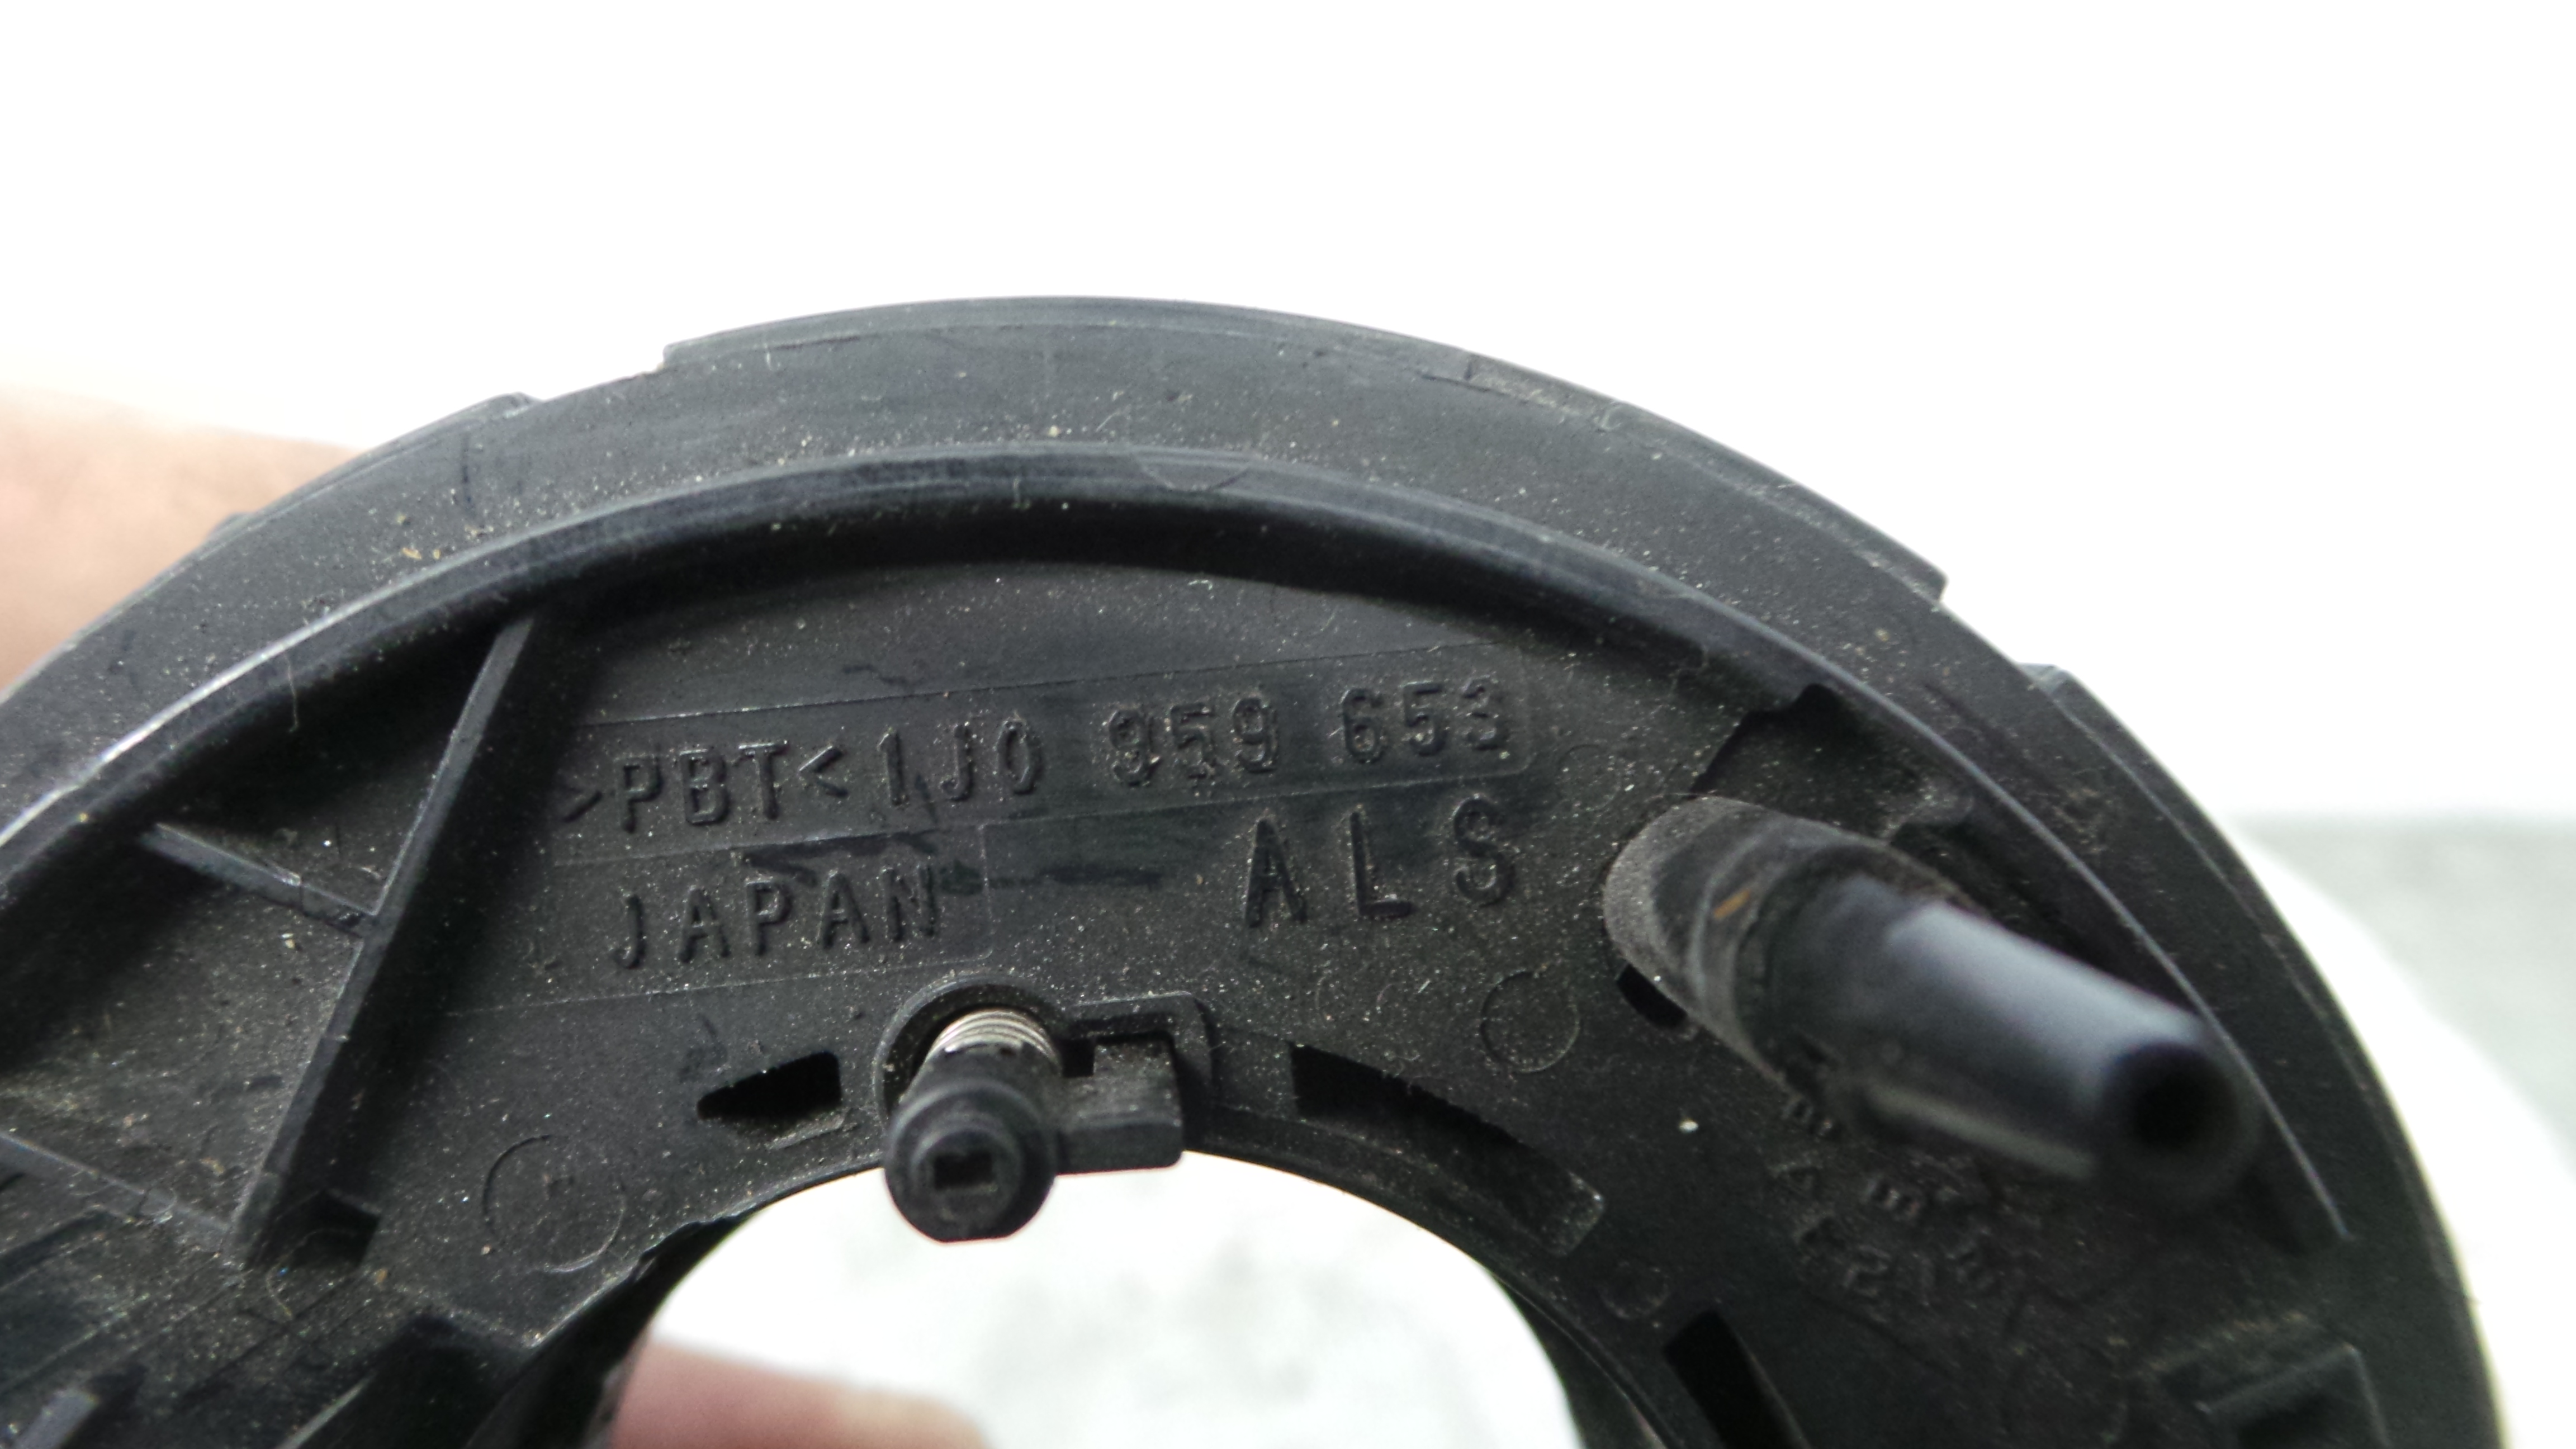 >PBT< 1J0 959 653
JAPAN ALS